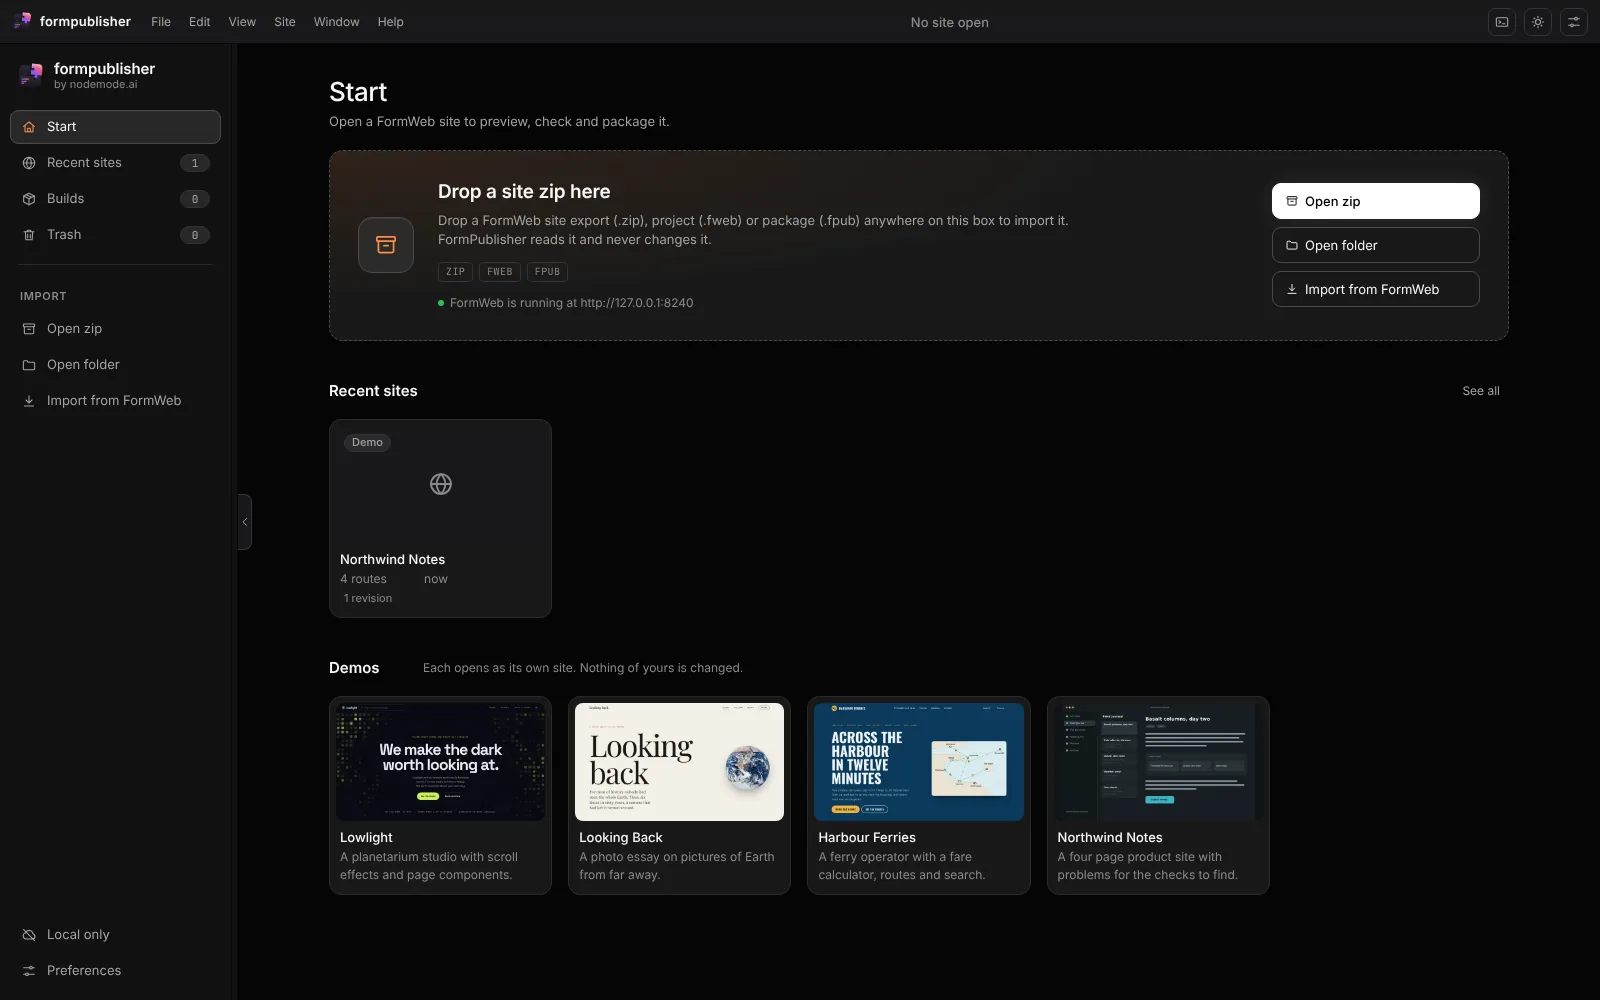 formpublisher File Edit View Site Window Help
No site open
formpublisher
by nodemode.ai
Start
Recent sites 1
Builds 0
Trash 0
IMPORT
Open zip
Open folder
Import from FormWeb
Local only
Preferences
Start
Open a FormWeb site to preview, check and package it.
Drop a site zip here
Drop a FormWeb site export (.zip), project (.fweb) or package (.fpub) anywhere on this box to import it.
FormPublisher reads it and never changes it.
ZIP FWEB FPUB
FormWeb is running at http://127.0.0.1:8240
Open zip
Open folder
Import from FormWeb
Recent sites
See all
Demo
Northwind Notes
4 routes now
1 revision
Demos
Each opens as its own site. Nothing of yours is changed.
We make the dark
worth looking at.
Lowlight
A planetarium studio with scroll
effects and page components.
Looking back
Looking
back
Looking Back
A photo essay on pictures of Earth
from far away.
ACROSS THE
HARBOUR
IN TWELVE
MINUTES
Harbour Ferries
A ferry operator with a fare
calculator, routes and search.
Basalt columns, day two
Northwind Notes
A four page product site with
problems for the checks to find.